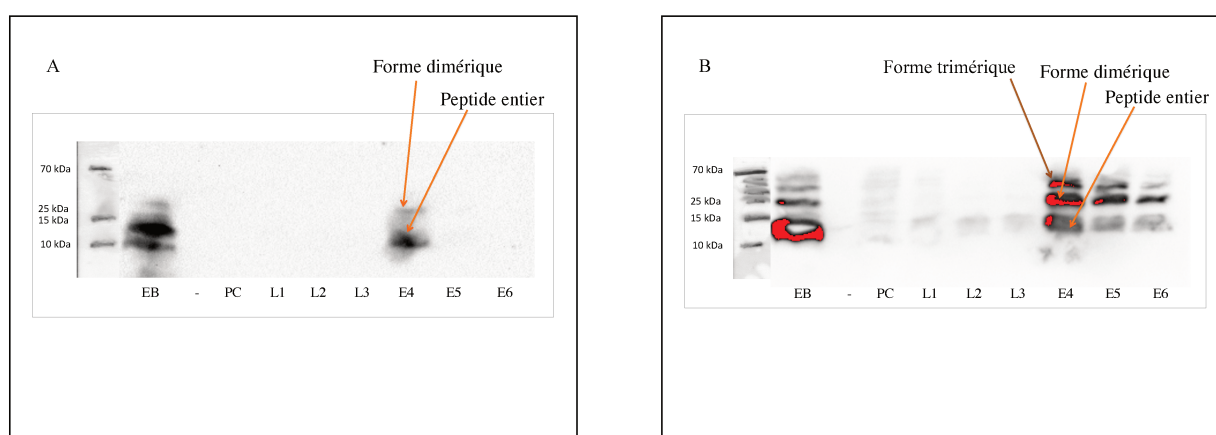 A
Forme dimérique
Peptide entier
70 kDa
25 kDa
15 kDa
10 kDa
EB - PC L1 L2 L3 E4 E5 E6
B
Forme trimérique
Forme dimérique
Peptide entier
70 kDa
25 kDa
15 kDa
10 kDa
EB - PC L1 L2 L3 E4 E5 E6